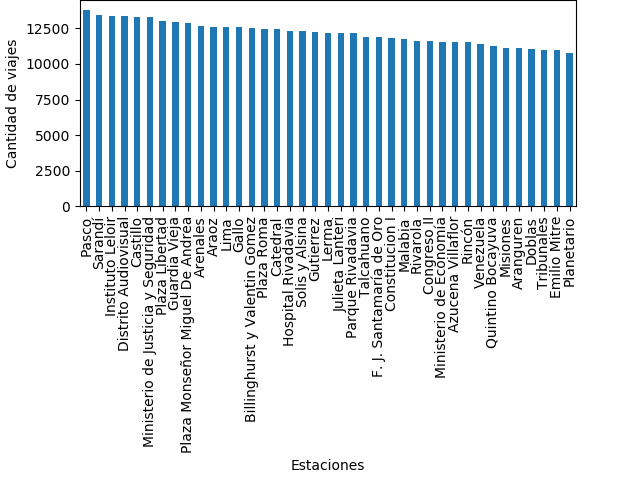 12500
10000
7500
5000
2500
0
Cantidad de viajes
Pasco
Sarandí
Instituto Leloir
Distrito Audiovisual
Castillo
Ministerio de Justicia y Seguridad
Plaza Libertad
Guardia Vieja
Plaza Monseñor Miguel De Andrea
Arenales
Araoz
Lima
Gallo
Billinghurst y Valentin Gomez
Plaza Roma
Catedral
Hospital Rivadavia
Solis y Alsina
Gutierrez
Lerma
Julieta Lanteri
Parque Rivadavia
Talcahuano
F. J. Santamaria de Oro
Constitucion I
Malabia
Rivarola
Congreso II
Ministerio de Economia
Azucena Villaflor
Rincón
Venezuela
Quintino Bocayuva
Misiones
Aranguren
Doblas
Tribunales
Emilio Mitre
Planetario
Estaciones